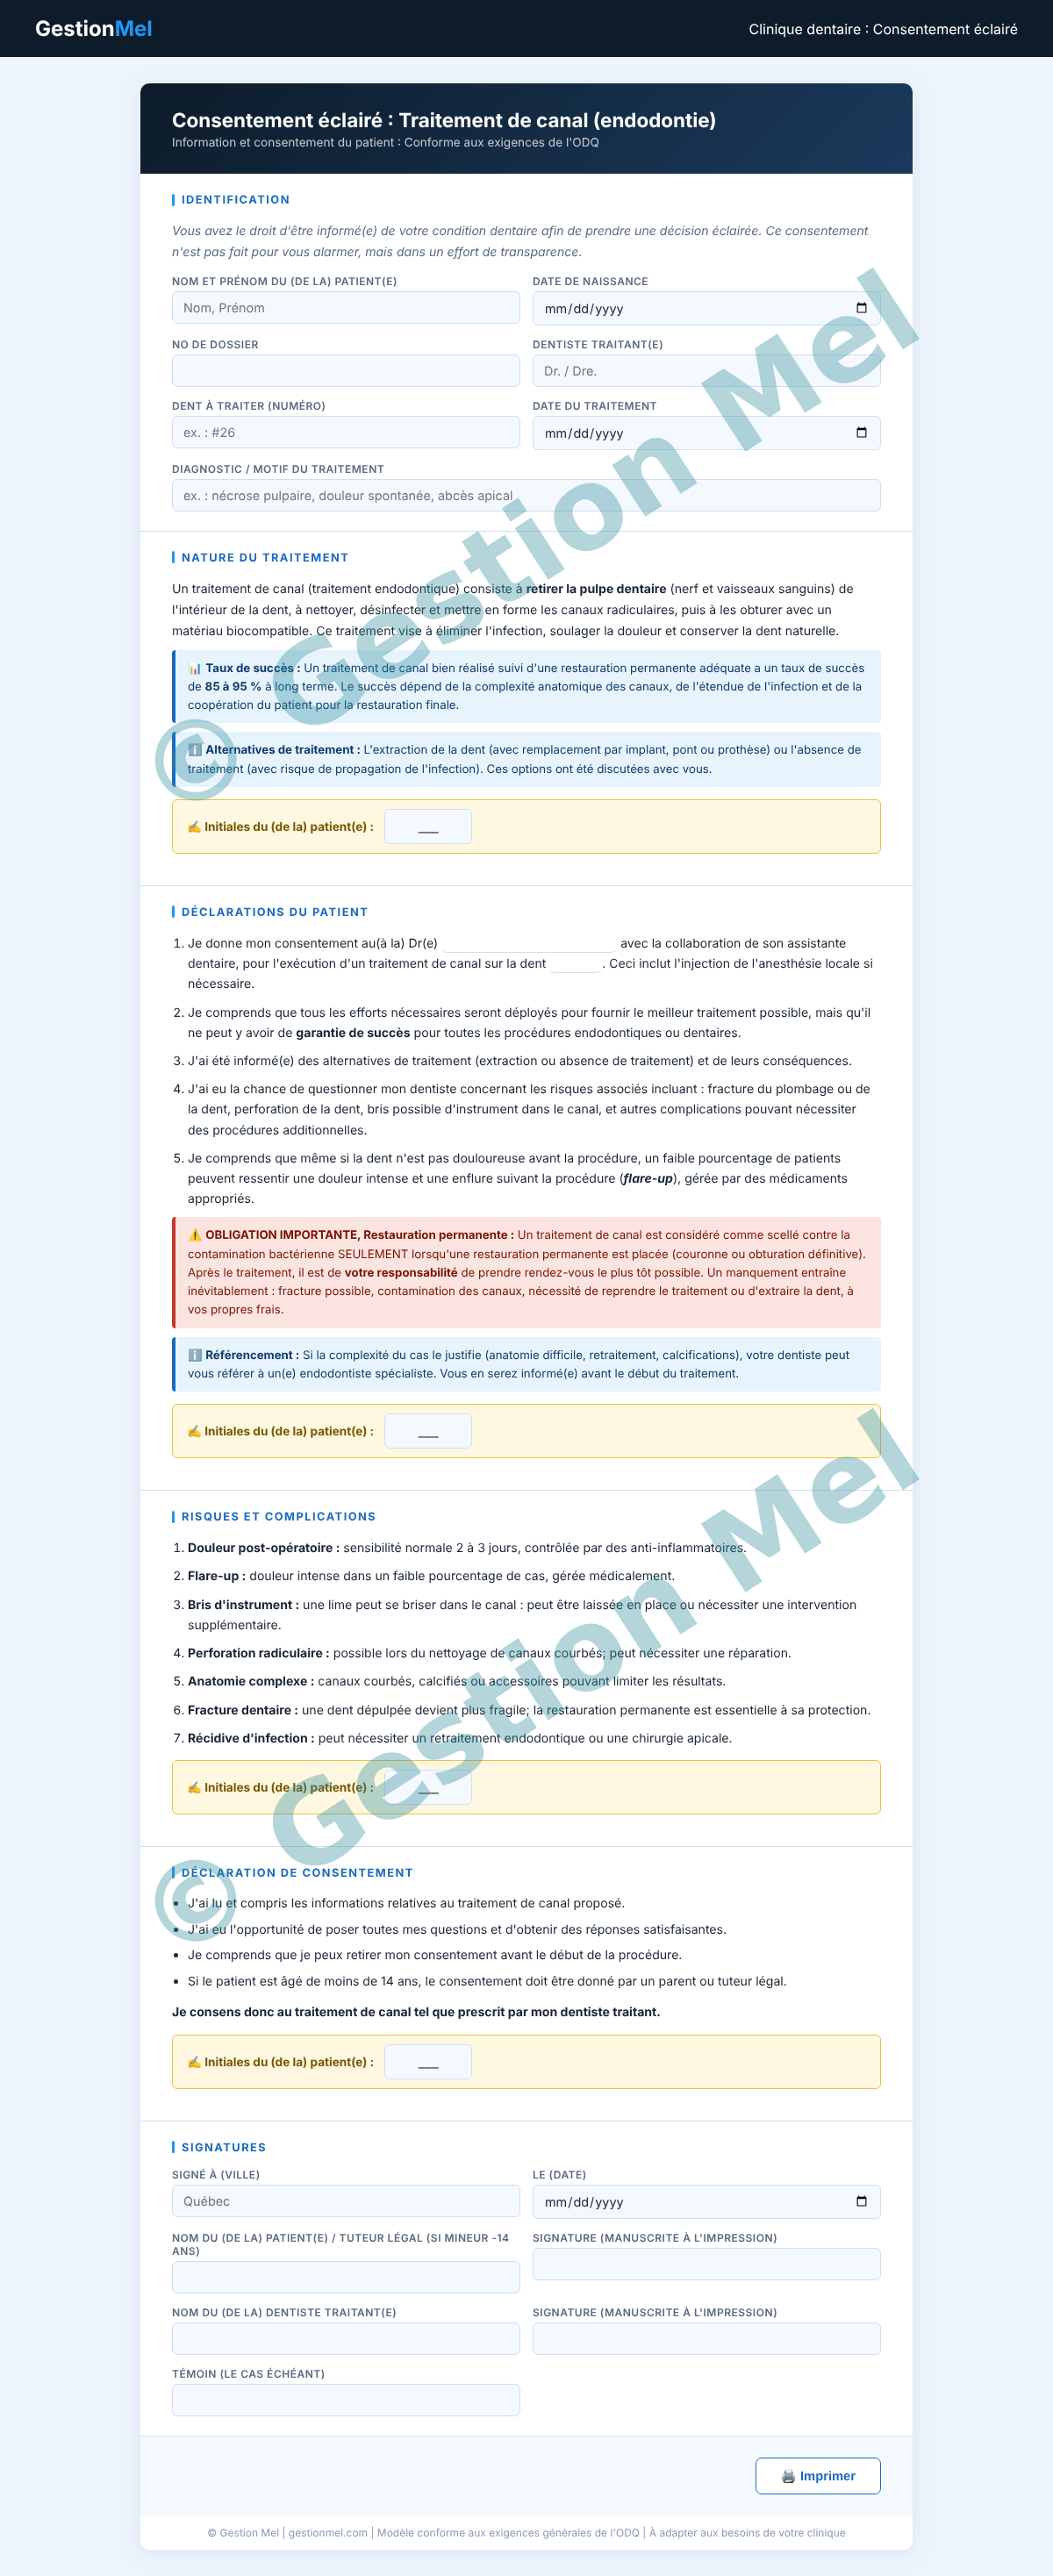 GestionMel
Clinique dentaire : Consentement éclairé
Consentement éclairé : Traitement de canal (endodontie)
Information et consentement du patient : Conforme aux exigences de l'ODQ
IDENTIFICATION
Vous avez le droit d'être informé(e) de votre condition dentaire afin de prendre une décision éclairée. Ce consentement
n'est pas fait pour vous alarmer, mais dans un effort de transparence.
NOM ET PRÉNOM DU (DE LA) PATIENT(E)
DATE DE NAISSANCE
Nom, Prénom
mm/dd/yyyy
NO DE DOSSIER
DENTISTE TRAITANT(E)
Dr. / Dre.
DENT À TRAITER (NUMÉRO)
DATE DU TRAITEMENT
ex. : #26
mm/dd/yyyy
DIAGNOSTIC / MOTIF DU TRAITEMENT
ex. : nécrose pulpaire, douleur spontanée, abcès apical
© Gestion Mel
NATURE DU TRAITEMENT
Un traitement de canal (traitement endodontique) consiste à retirer la pulpe dentaire (nerf et vaisseaux sanguins) de
l'intérieur de la dent, à nettoyer, désinfecter et mettre en forme les canaux radiculaires, puis à les obturer avec un
matériau biocompatible. Ce traitement vise à éliminer l'infection, soulager la douleur et conserver la dent naturelle.
📊 Taux de succès : Un traitement de canal bien réalisé suivi d'une restauration permanente adéquate a un taux de succès
de 85 à 95 % à long terme. Le succès dépend de la complexité anatomique des canaux, de l'étendue de l'infection et de la
coopération du patient pour la restauration finale.
ℹ️ Alternatives de traitement : L'extraction de la dent (avec remplacement par implant, pont ou prothèse) ou l'absence de
traitement (avec risque de propagation de l'infection). Ces options ont été discutées avec vous.
✍️ Initiales du (de la) patient(e) : ___
DÉCLARATIONS DU PATIENT
1. Je donne mon consentement au(à la) Dr(e) avec la collaboration de son assistante
dentaire, pour l'exécution d'un traitement de canal sur la dent . Ceci inclut l'injection de l'anesthésie locale si
nécessaire.
2. Je comprends que tous les efforts nécessaires seront déployés pour fournir le meilleur traitement possible, mais qu'il
ne peut y avoir de garantie de succès pour toutes les procédures endodontiques ou dentaires.
3. J'ai été informé(e) des alternatives de traitement (extraction ou absence de traitement) et de leurs conséquences.
4. J'ai eu la chance de questionner mon dentiste concernant les risques associés incluant : fracture du plombage ou de
la dent, perforation de la dent, bris possible d'instrument dans le canal, et autres complications pouvant nécessiter
des procédures additionnelles.
5. Je comprends que même si la dent n'est pas douloureuse avant la procédure, un faible pourcentage de patients
peuvent ressentir une douleur intense et une enflure suivant la procédure (flare-up), gérée par des médicaments
appropriés.
⚠️ OBLIGATION IMPORTANTE, Restauration permanente : Un traitement de canal est considéré comme scellé contre la
contamination bactérienne SEULEMENT lorsqu'une restauration permanente est placée (couronne ou obturation définitive).
Après le traitement, il est de votre responsabilité de prendre rendez-vous le plus tôt possible. Un manquement entraîne
inévitablement : fracture possible, contamination des canaux, nécessité de reprendre le traitement ou d'extraire la dent, à
vos propres frais.
ℹ️ Référencement : Si la complexité du cas le justifie (anatomie difficile, retraitement, calcifications), votre dentiste peut
vous référer à un(e) endodontiste spécialiste. Vous en serez informé(e) avant le début du traitement.
✍️ Initiales du (de la) patient(e) : ___
© Gestion Mel
RISQUES ET COMPLICATIONS
1. Douleur post-opératoire : sensibilité normale 2 à 3 jours, contrôlée par des anti-inflammatoires.
2. Flare-up : douleur intense dans un faible pourcentage de cas, gérée médicalement.
3. Bris d'instrument : une lime peut se briser dans le canal : peut être laissée en place ou nécessiter une intervention
supplémentaire.
4. Perforation radiculaire : possible lors du nettoyage de canaux courbés; peut nécessiter une réparation.
5. Anatomie complexe : canaux courbés, calcifiés ou accessoires pouvant limiter les résultats.
6. Fracture dentaire : une dent dépulpée devient plus fragile; la restauration permanente est essentielle à sa protection.
7. Récidive d'infection : peut nécessiter un retraitement endodontique ou une chirurgie apicale.
✍️ Initiales du (de la) patient(e) : ___
DÉCLARATION DE CONSENTEMENT
• J'ai lu et compris les informations relatives au traitement de canal proposé.
• J'ai eu l'opportunité de poser toutes mes questions et d'obtenir des réponses satisfaisantes.
• Je comprends que je peux retirer mon consentement avant le début de la procédure.
• Si le patient est âgé de moins de 14 ans, le consentement doit être donné par un parent ou tuteur légal.
Je consens donc au traitement de canal tel que prescrit par mon dentiste traitant.
✍️ Initiales du (de la) patient(e) : ___
SIGNATURES
SIGNÉ À (VILLE)
LE (DATE)
Québec
mm/dd/yyyy
NOM DU (DE LA) PATIENT(E) / TUTEUR LÉGAL (SI MINEUR -14
ANS)
SIGNATURE (MANUSCRITE À L'IMPRESSION)
NOM DU (DE LA) DENTISTE TRAITANT(E)
SIGNATURE (MANUSCRITE À L'IMPRESSION)
TÉMOIN (LE CAS ÉCHÉANT)
🖨️ Imprimer
© Gestion Mel | gestionmel.com | Modèle conforme aux exigences générales de l'ODQ | À adapter aux besoins de votre clinique